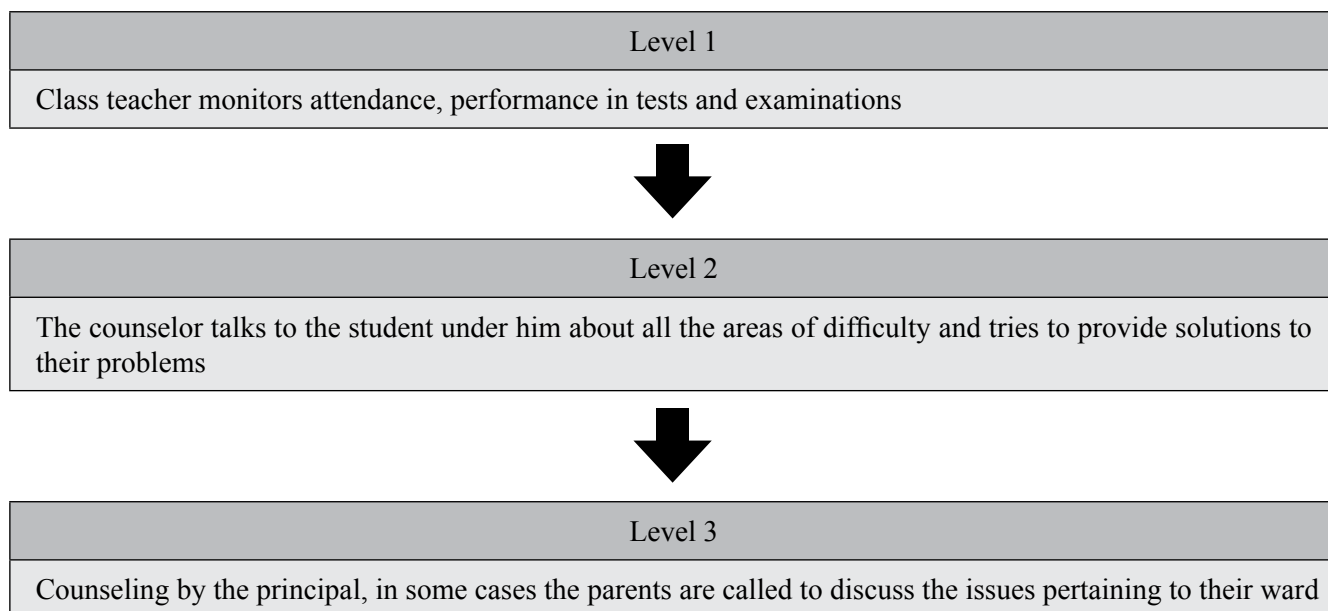 Level 1
Class teacher monitors attendance, performance in tests and examinations
Level 2
The counselor talks to the student under him about all the areas of difficulty and tries to provide solutions to
their problems
Level 3
Counseling by the principal, in some cases the parents are called to discuss the issues pertaining to their ward